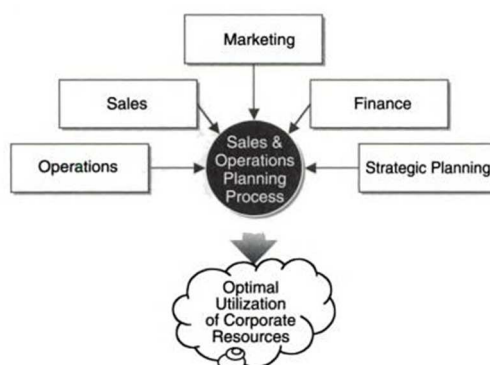 Marketing
Sales
Finance
Operations
Sales &
Operations
Planning
Process
Strategic Planning
Optimal
Utilization
of Corporate
Resources